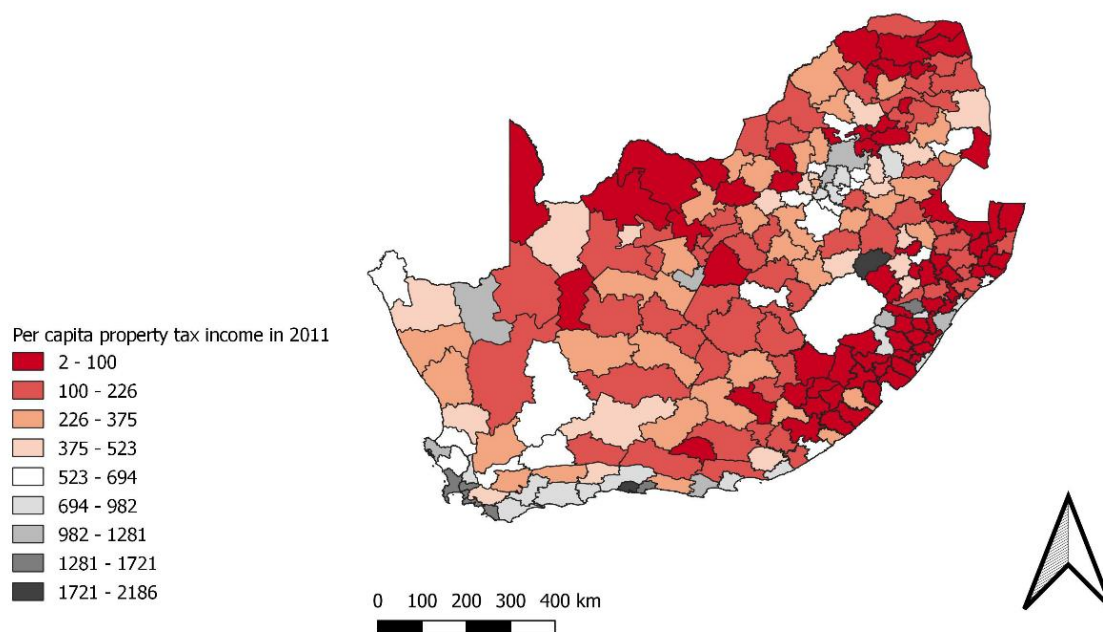 Per capita property tax income in 2011
2 - 100
100 - 226
226 - 375
375 - 523
523 - 694
694 - 982
982 - 1281
1281 - 1721
1721 - 2186
0 100 200 300 400 km